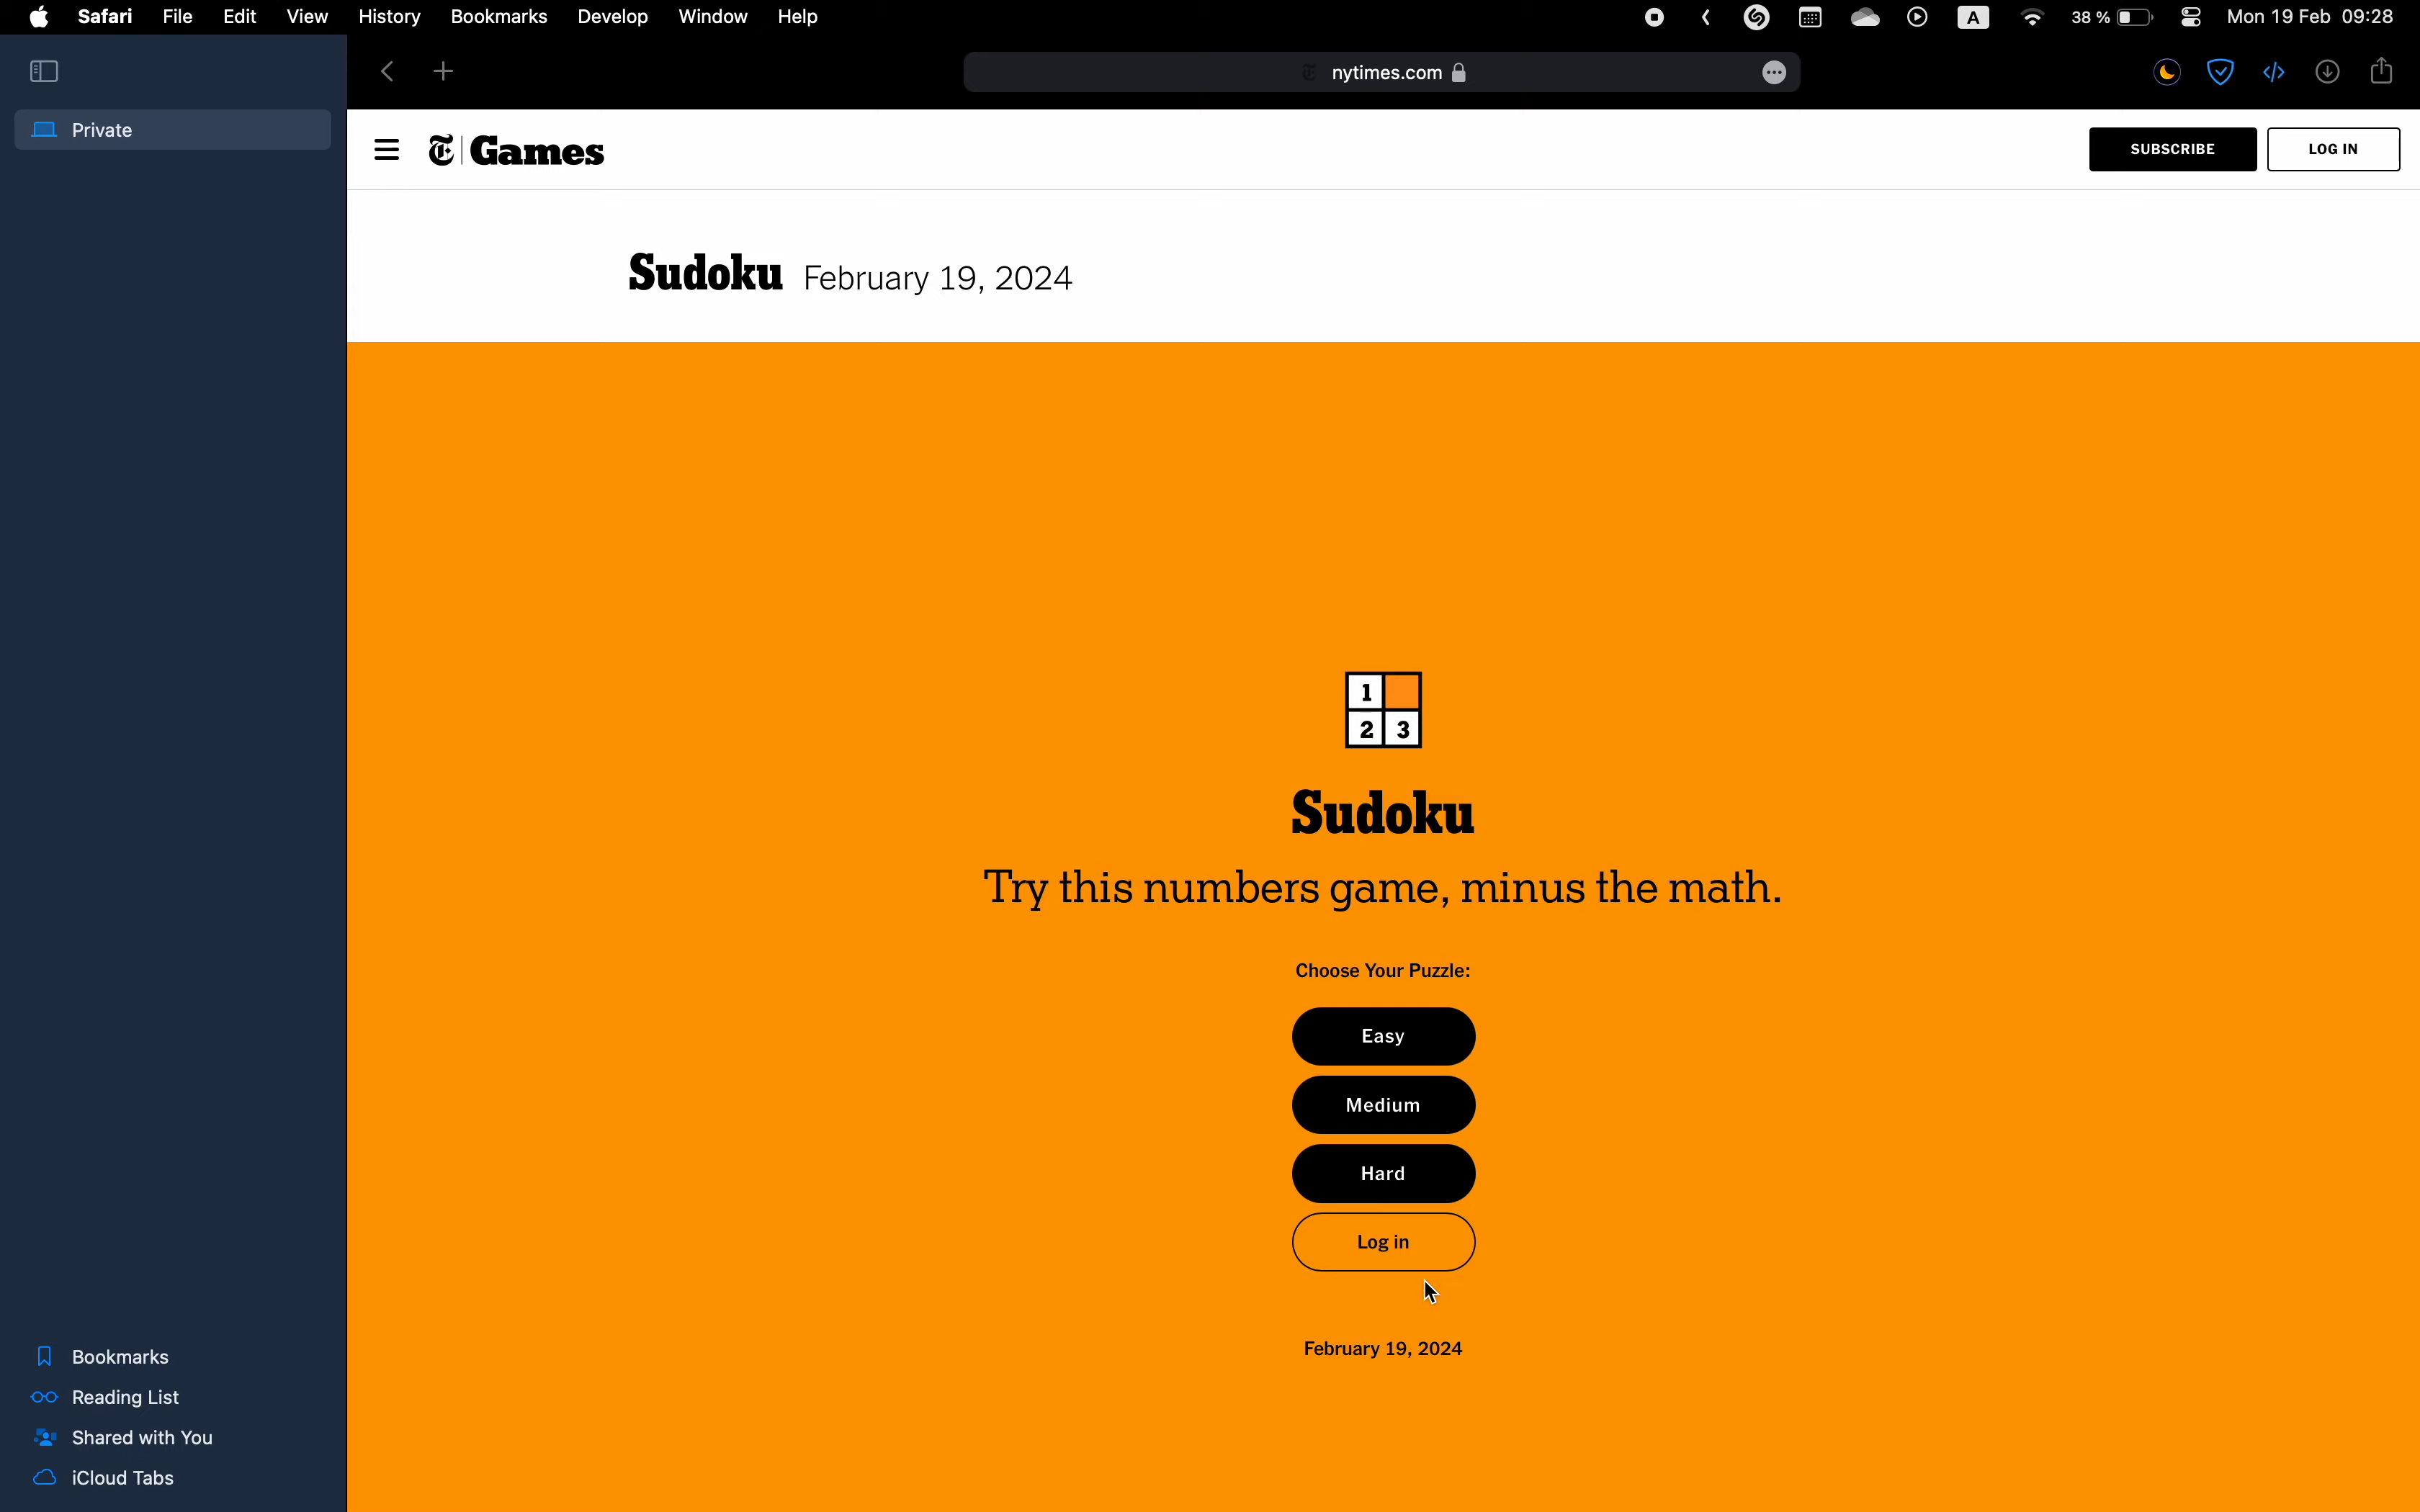 Safari File Edit View History Bookmarks Develop Window Help A 38 % Mon 19 Feb 09:28
nytimes.com
Private
T Games SUBSCRIBE LOG IN
Sudoku February 19, 2024
1
2 3
Sudoku
Try this numbers game, minus the math.
Choose Your Puzzle:
Easy
Medium
Hard
Log in
February 19, 2024
Bookmarks
Reading List
Shared with You
iCloud Tabs